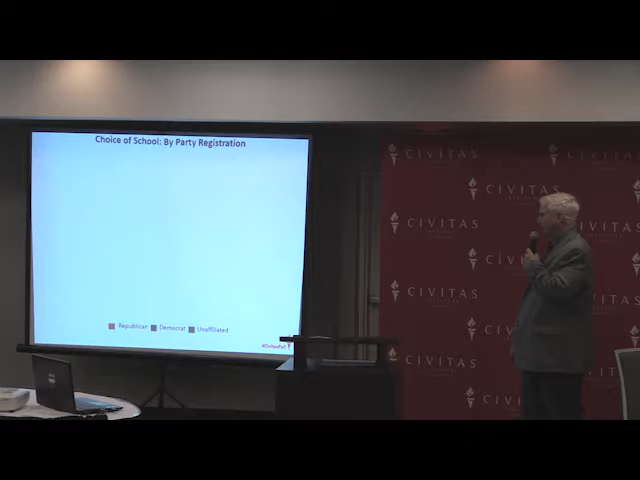 Choice of School: By Party Registration
Republican Democrat Unaffiliated
CIVITAS
CIVITAS
CIVITAS
CIVITAS
CIVITAS
CIVITAS
CIVITAS
CIVITAS
CIVITAS